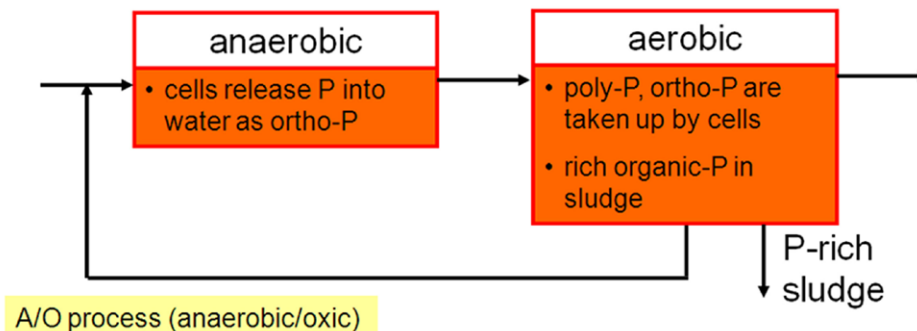 anaerobic
• cells release P into
water as ortho-P
aerobic
• poly-P, ortho-P are
taken up by cells
• rich organic-P in
sludge
P-rich
sludge
A/O process (anaerobic/oxic)